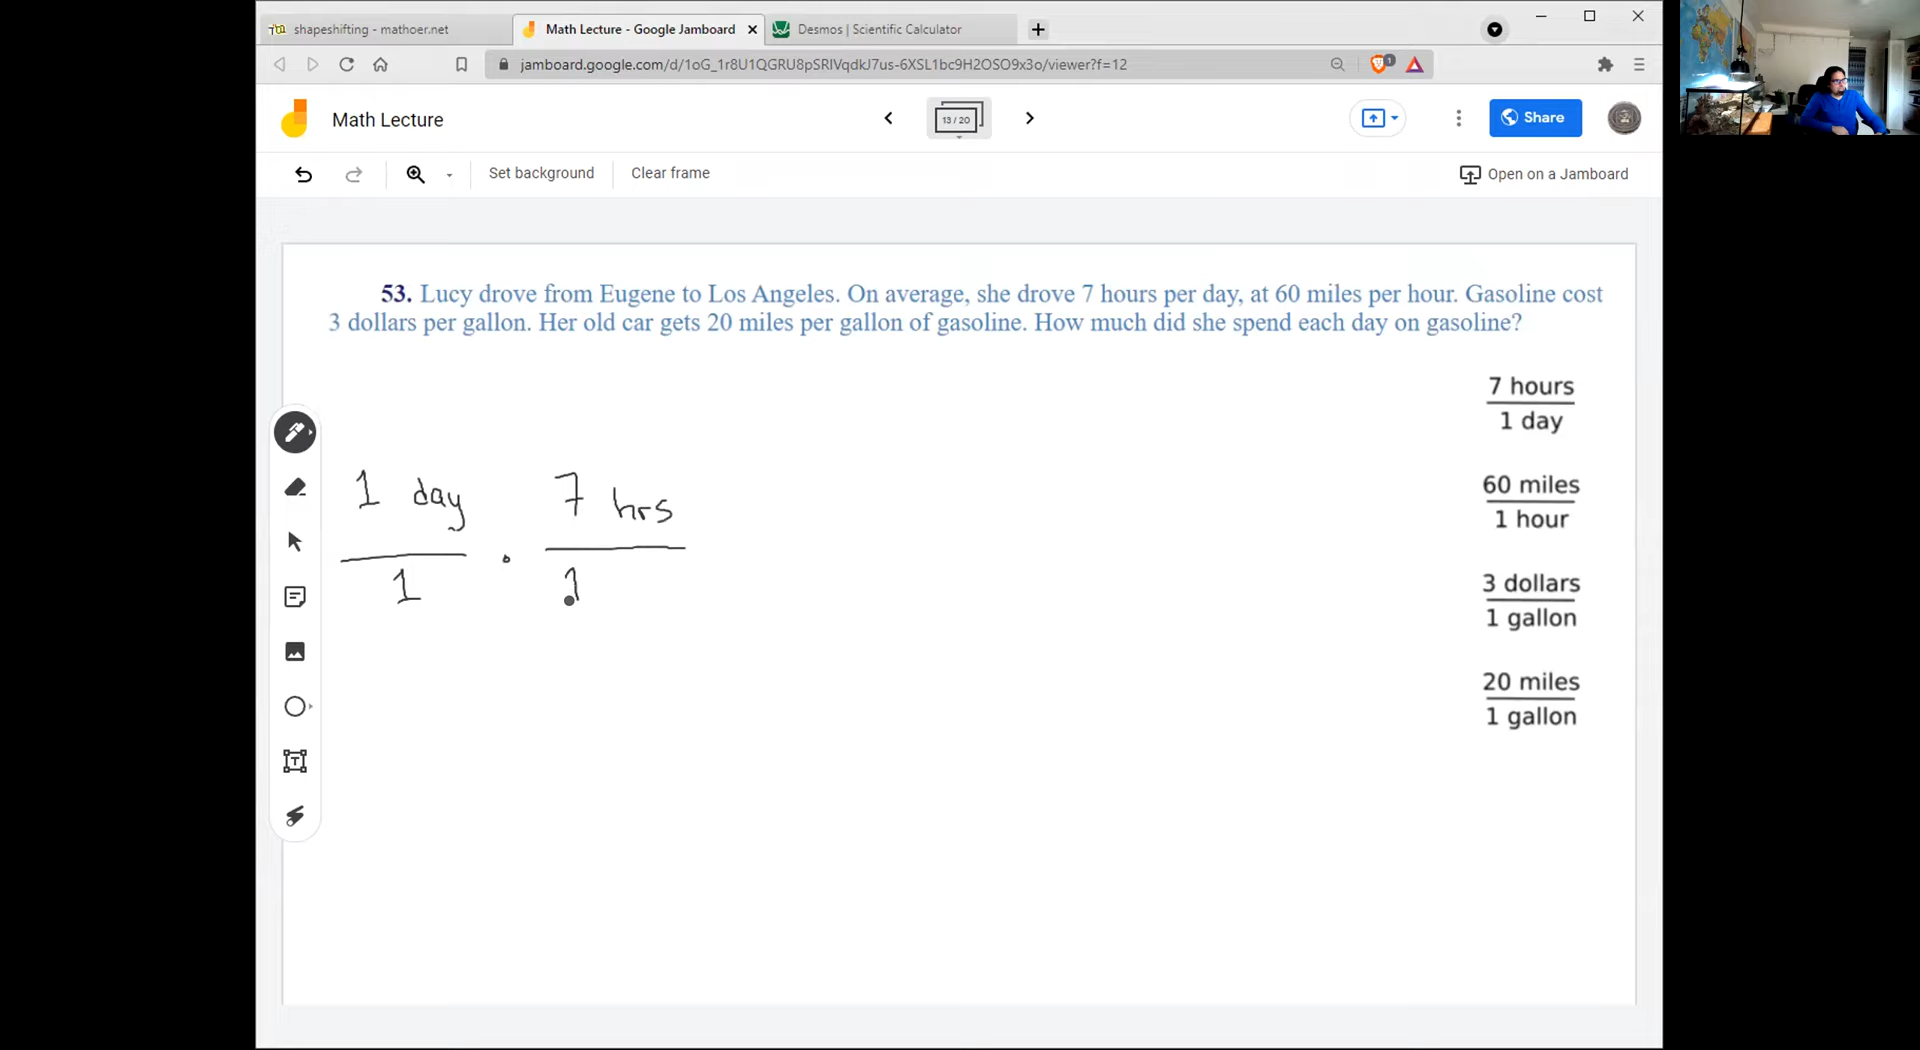 shapeshifting - mathoer.net
Math Lecture - Google Jamboard
Desmos | Scientific Calculator
jamboard.google.com/d/1oG_1r8U1QGRU8pSRIVqdkJ7us-6XSL1bc9H2OSO9x3o/viewer?f=12
1
Math Lecture
13 / 20
Share
Set background
Clear frame
Open on a Jamboard
53. Lucy drove from Eugene to Los Angeles. On average, she drove 7 hours per day, at 60 miles per hour. Gasoline cost
3 dollars per gallon. Her old car gets 20 miles per gallon of gasoline. How much did she spend each day on gasoline?
7 hours
1 day
60 miles
1 hour
3 dollars
1 gallon
20 miles
1 gallon
1 day · 7 hrs
1 1